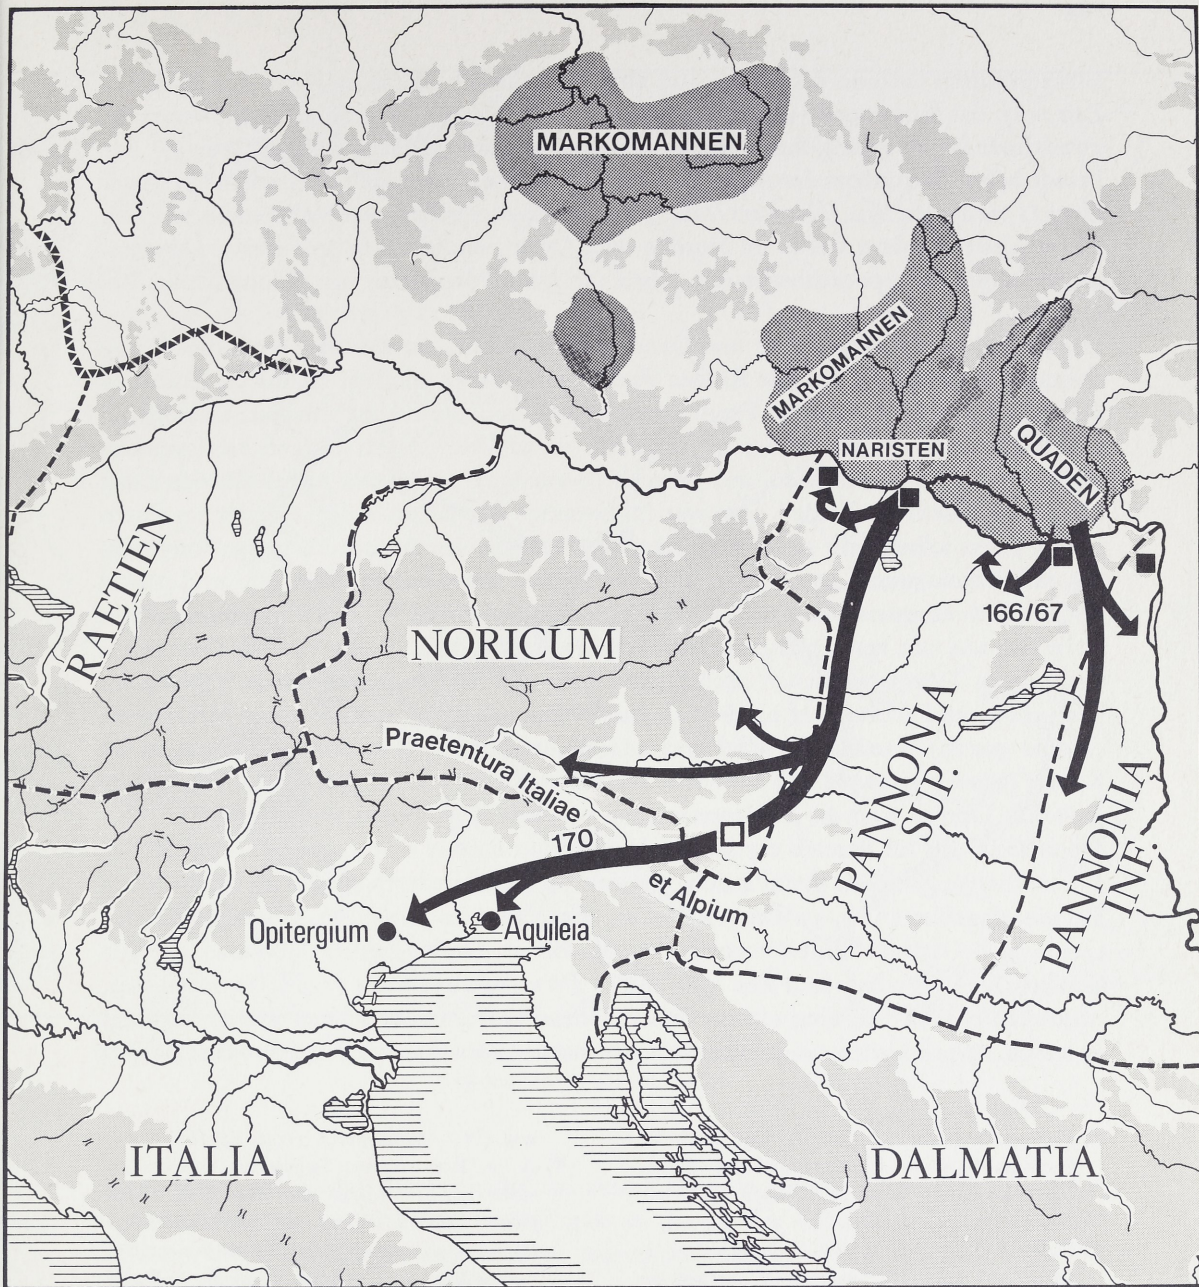 MARKOMANNEN
MARKOMANNEN
NARISTEN
QUADEN
RAETIEN
166/67
NORICUM
Praetentura Italiae
PANNONIA
SUP.
PANNONIA
INF.
170
et Alpium
Opitergium
Aquileia
ITALIA
DALMATIA